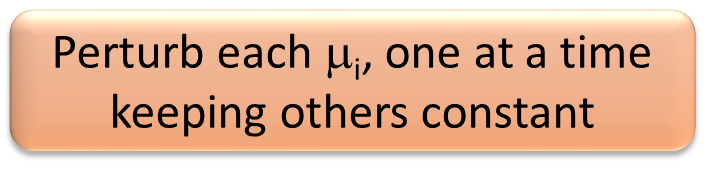 Perturb each μᵢ, one at a time
keeping others constant